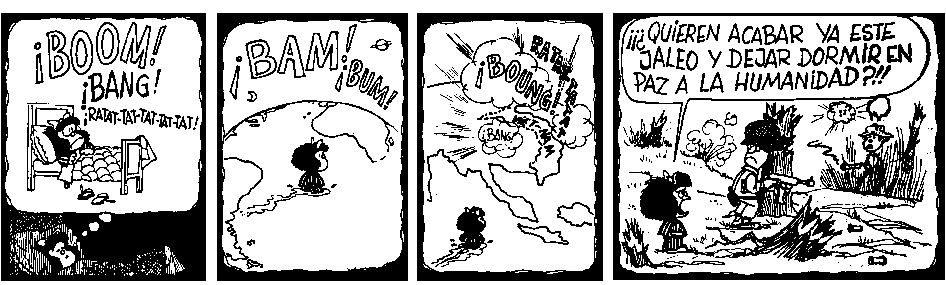 ¡BOOM!
¡BANG!
¡RATAT-TAT-TAT-TAT-TAT!
¡BAM!
¡BUM!
¡BOUNG!
¡BANG!
¡¡¿QUIEREN ACABAR YA ESTE
JALEO Y DEJAR DORMIR EN
PAZ A LA HUMANIDAD?!!